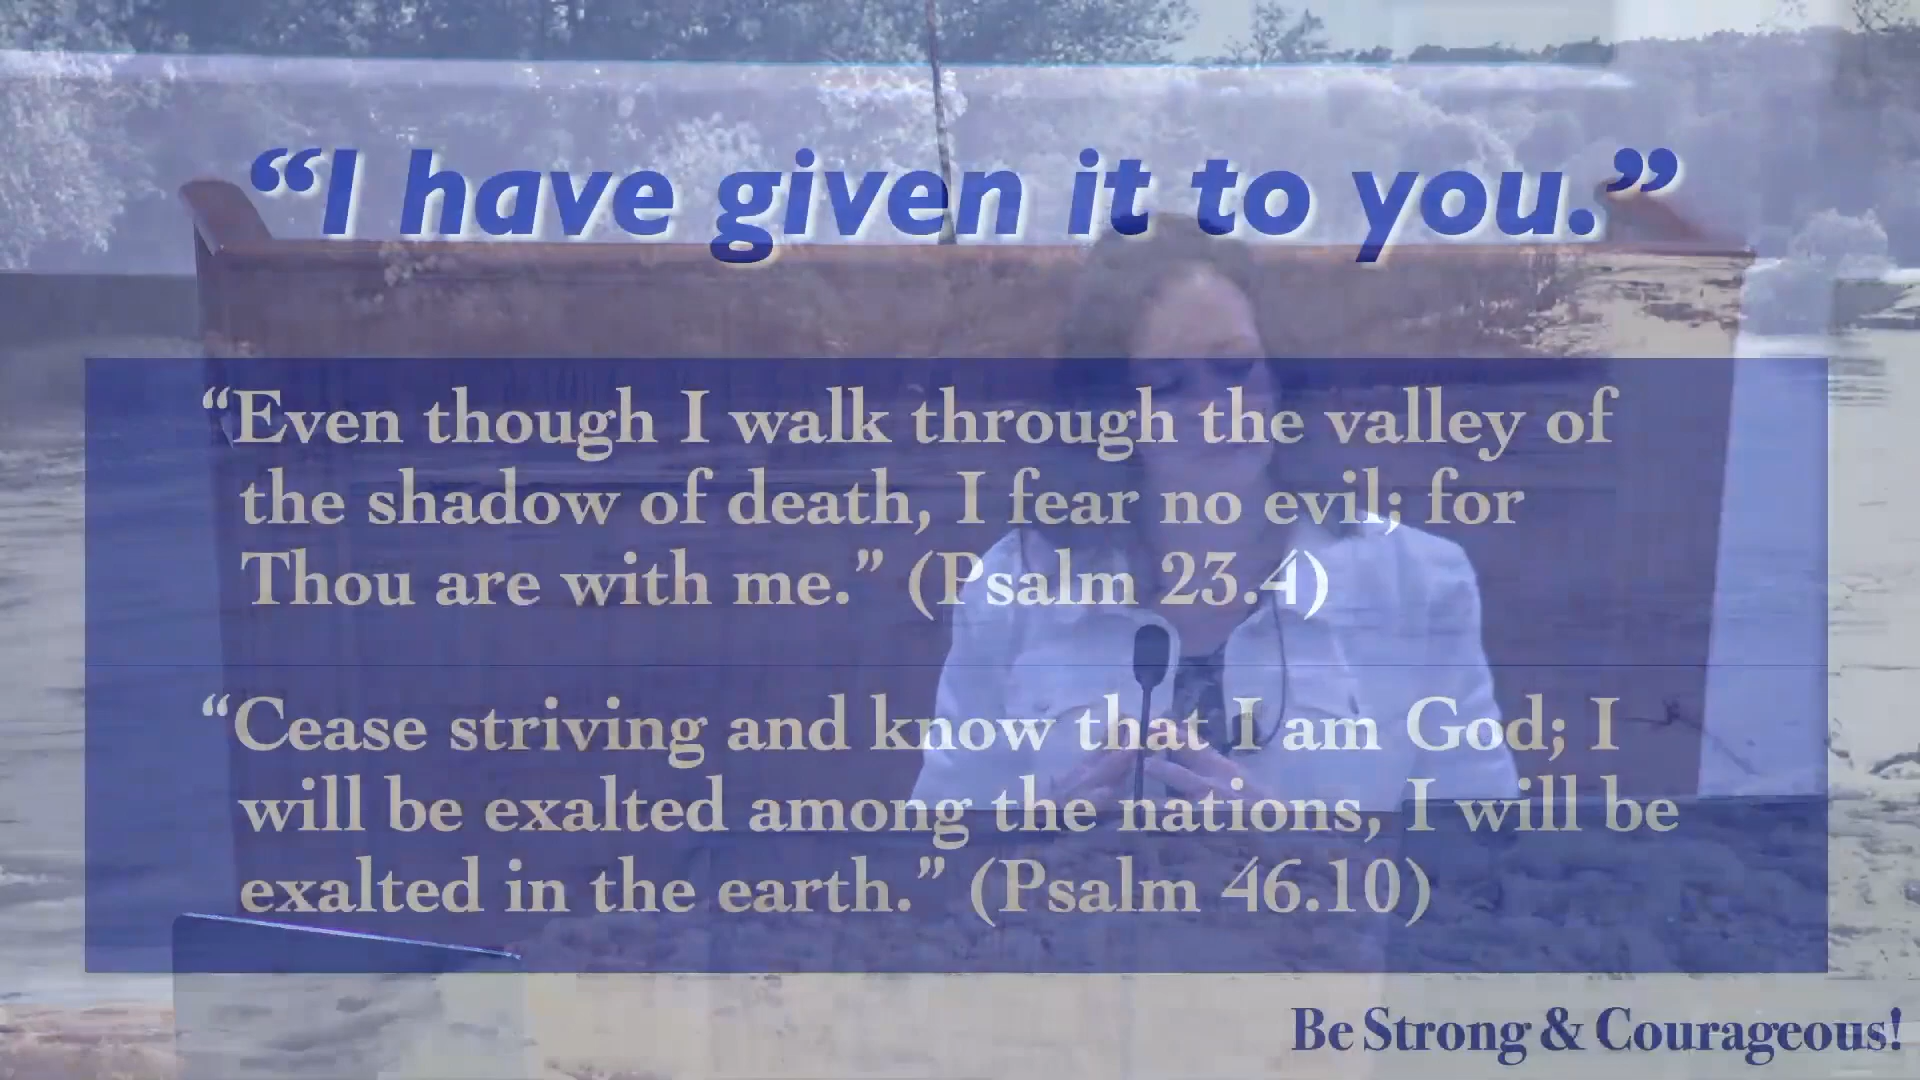 “I have given it to you.”
“Even though I walk through the valley of
the shadow of death, I fear no evil; for
Thou are with me.” (Psalm 23.4)
“Cease striving and know that I am God; I
will be exalted among the nations, I will be
exalted in the earth.” (Psalm 46.10)
Be Strong & Courageous!